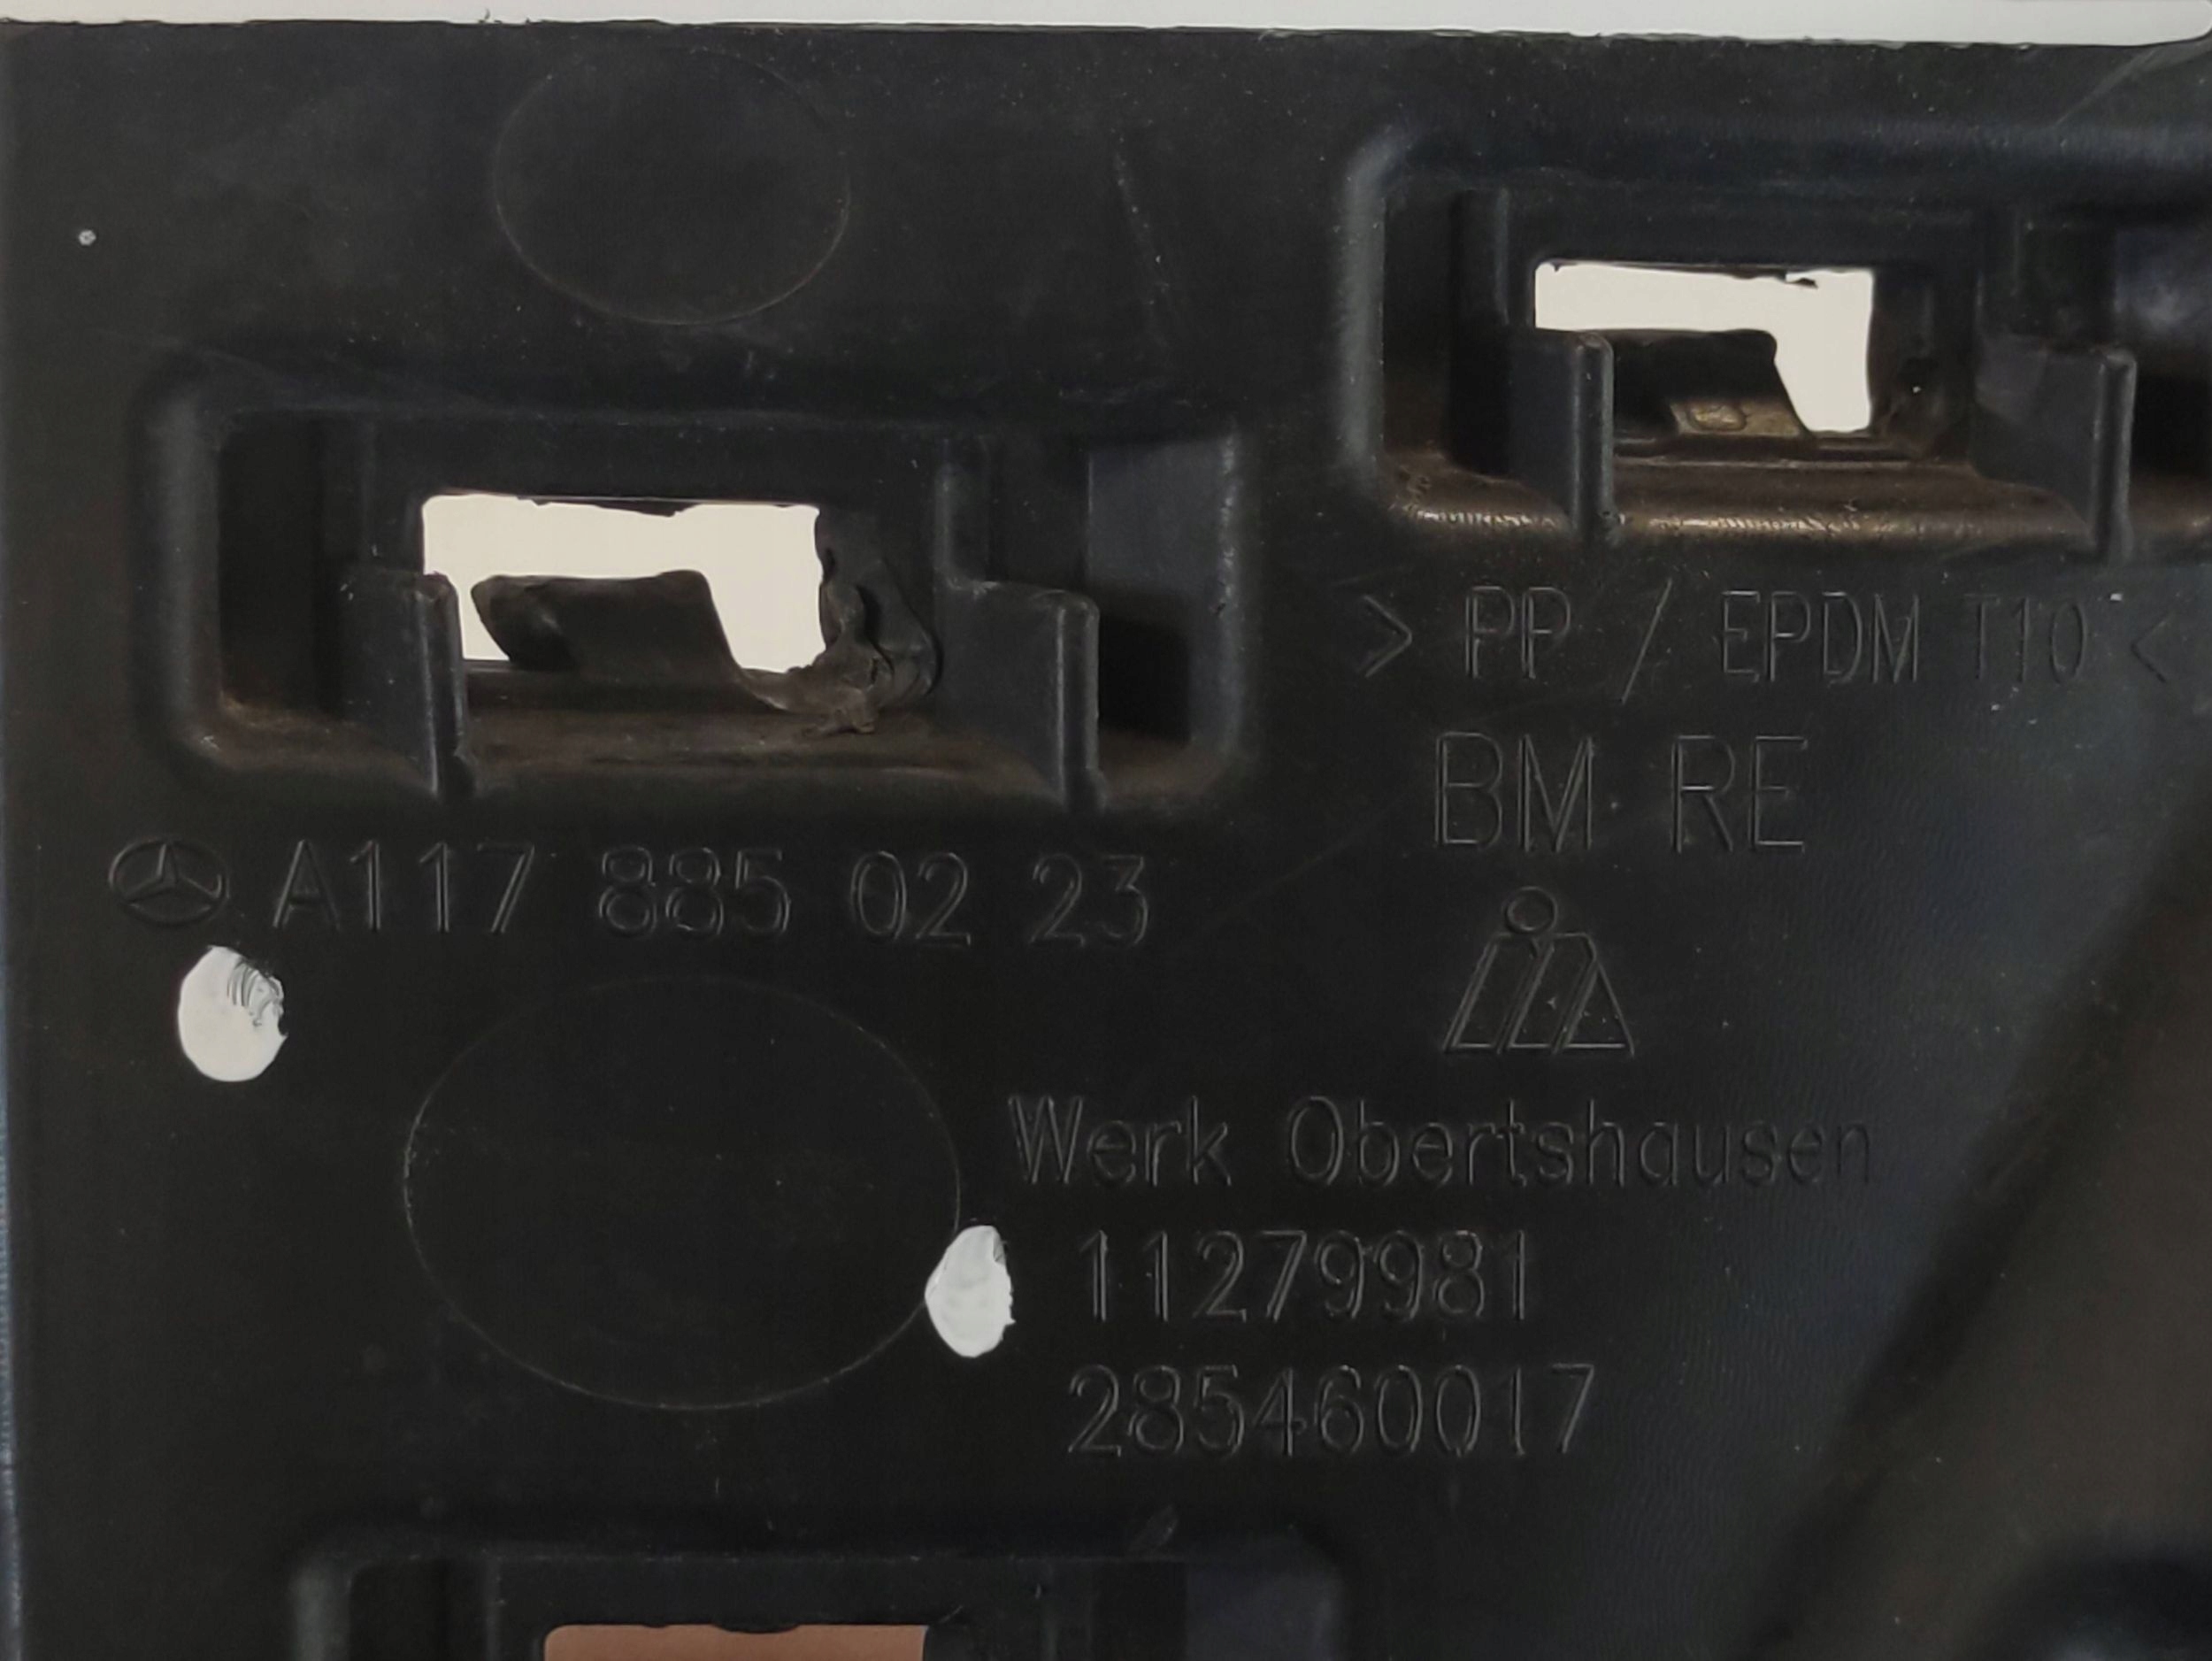 > PP / EPDM T10 <
BM RE
A117 885 02 23
Werk Obertshausen
11279981
285460017